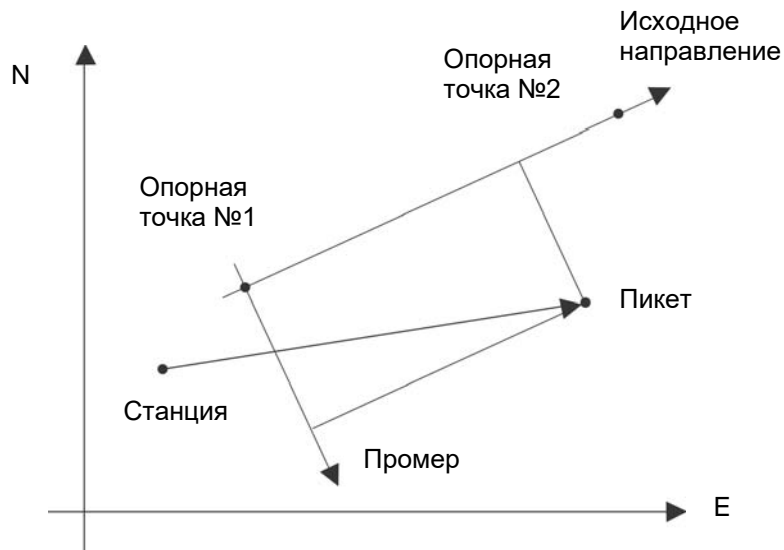 Исходное
направление
Опорная
точка №2
N
Опорная
точка №1
Пикет
Станция
Промер
E